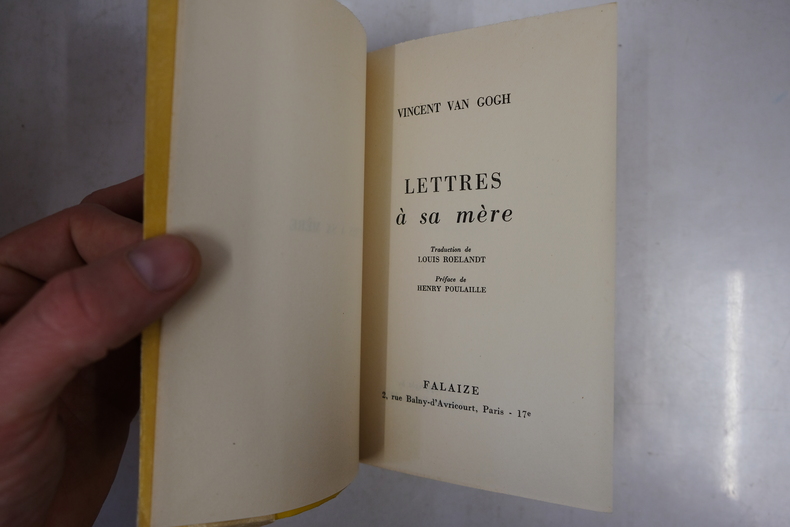 VINCENT VAN GOGH
LETTRES
à sa mère
Traduction de
LOUIS ROELANDT
Préface de
HENRY POULAILLE
FALAIZE
2, rue Balny-d'Avricourt, Paris - 17e